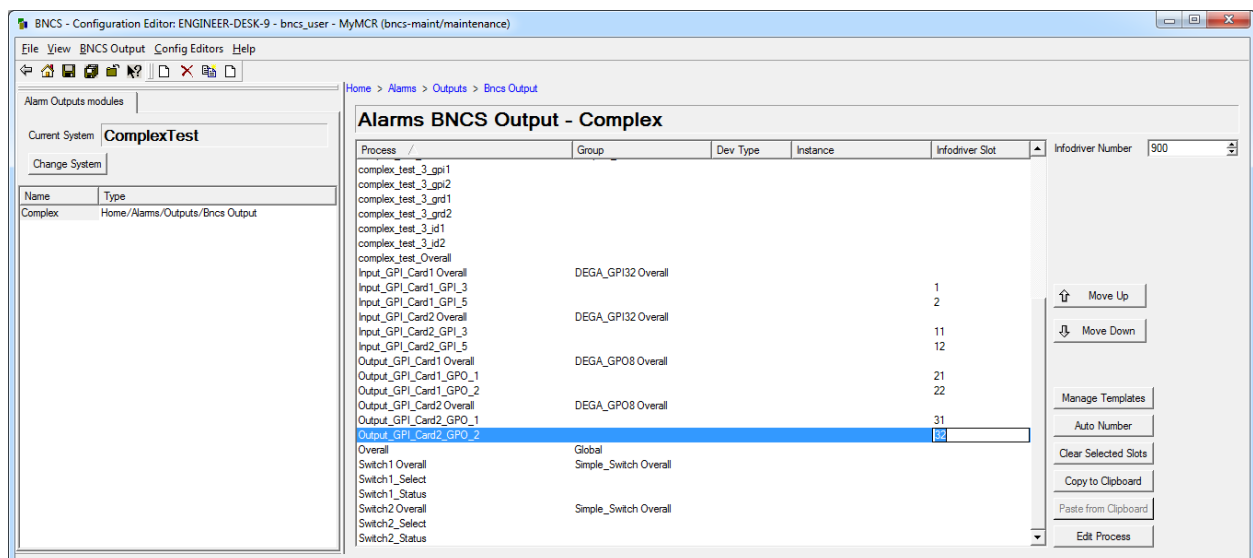 BNCS - Configuration Editor: ENGINEER-DESK-9 - bncs_user - MyMCR (bncs-maint/maintenance)
File View BNCS Output Config Editors Help
Alarm Outputs modules
Current System ComplexTest
Change System
Name Type
Complex Home/Alarms/Outputs/Bncs Output
Home > Alarms > Outputs > Bncs Output
Alarms BNCS Output - Complex
Process Group Dev Type Instance Infodriver Slot
complex_test_3_gpi1
complex_test_3_gpi2
complex_test_3_grd1
complex_test_3_grd2
complex_test_3_id1
complex_test_3_id2
complex_test_Overall
Input_GPI_Card1 Overall DEGA_GPI32 Overall
Input_GPI_Card1_GPI_3 1
Input_GPI_Card1_GPI_5 2
Input_GPI_Card2 Overall DEGA_GPI32 Overall
Input_GPI_Card2_GPI_3 11
Input_GPI_Card2_GPI_5 12
Output_GPI_Card1 Overall DEGA_GPO8 Overall
Output_GPI_Card1_GPO_1 21
Output_GPI_Card1_GPO_2 22
Output_GPI_Card2 Overall DEGA_GPO8 Overall
Output_GPI_Card2_GPO_1 31
Output_GPI_Card2_GPO_2 32
Overall Global
Switch1 Overall Simple_Switch Overall
Switch1_Select
Switch1_Status
Switch2 Overall Simple_Switch Overall
Switch2_Select
Switch2_Status
Infodriver Number 900
Move Up
Move Down
Manage Templates
Auto Number
Clear Selected Slots
Copy to Clipboard
Paste from Clipboard
Edit Process